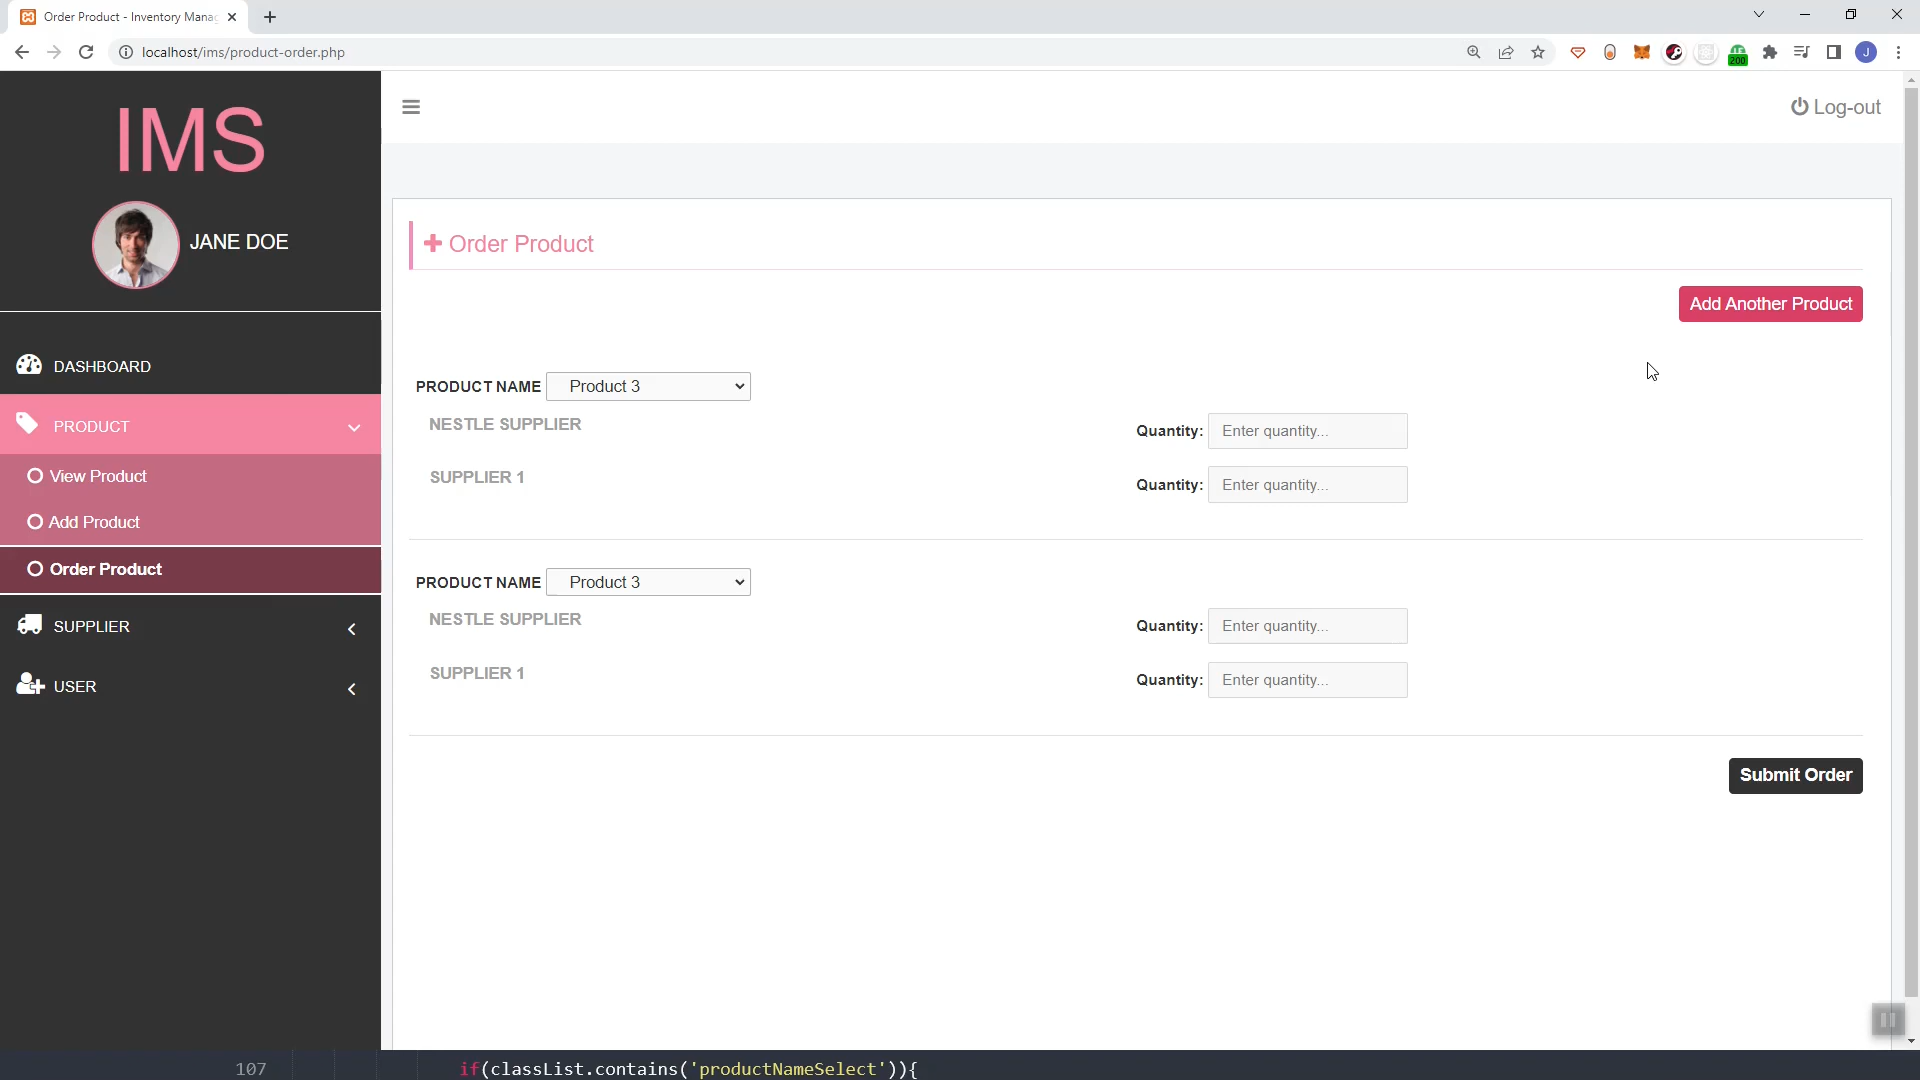 Order Product - Inventory Mana
localhost/ims/product-order.php
200
J
IMS
JANE DOE
Log-out
Order Product
Add Another Product
DASHBOARD
PRODUCT
View Product
Add Product
Order Product
SUPPLIER
USER
PRODUCT NAME Product 3
NESTLE SUPPLIER
Quantity: Enter quantity...
SUPPLIER 1
Quantity: Enter quantity...
PRODUCT NAME Product 3
NESTLE SUPPLIER
Quantity: Enter quantity...
SUPPLIER 1
Quantity: Enter quantity...
Submit Order
107 if(classList.contains('productNameSelect')){